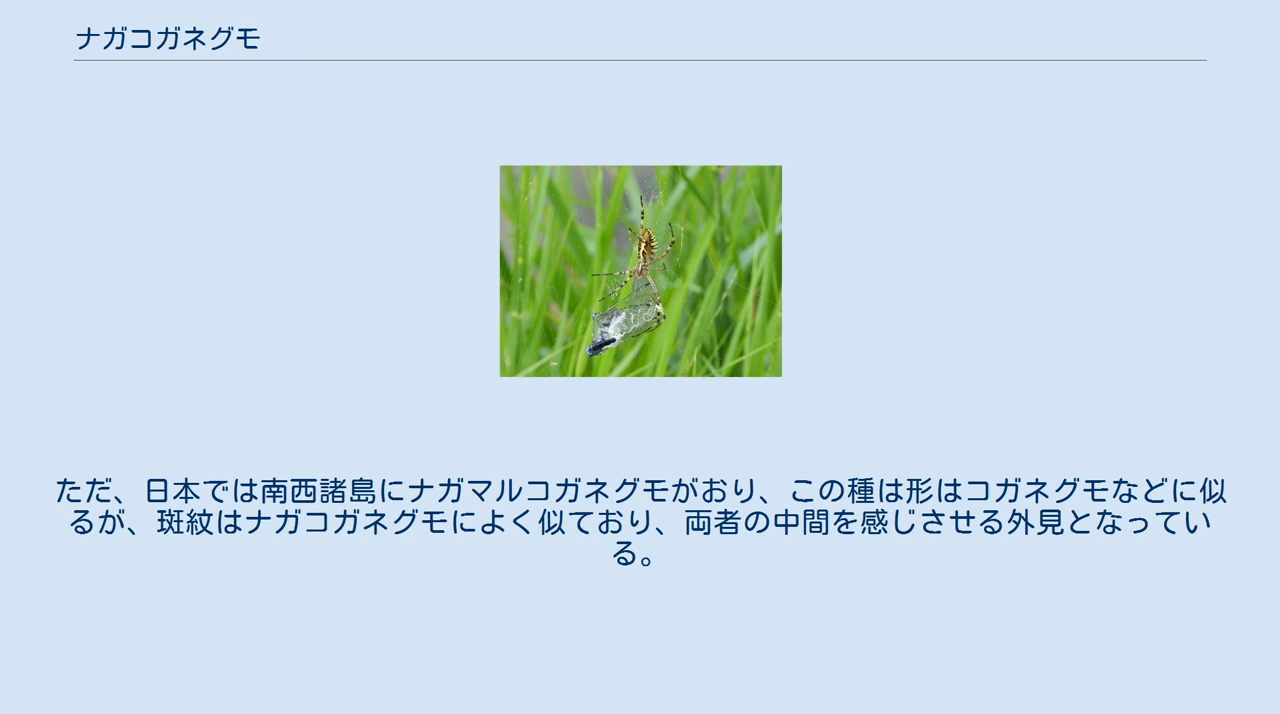 ナガコガネグモ
ただ、日本では南西諸島にナガマルコガネグモがおり、この種は形はコガネグモなどに似
るが、斑紋はナガコガネグモによく似ており、両者の中間を感じさせる外見となってい
る。